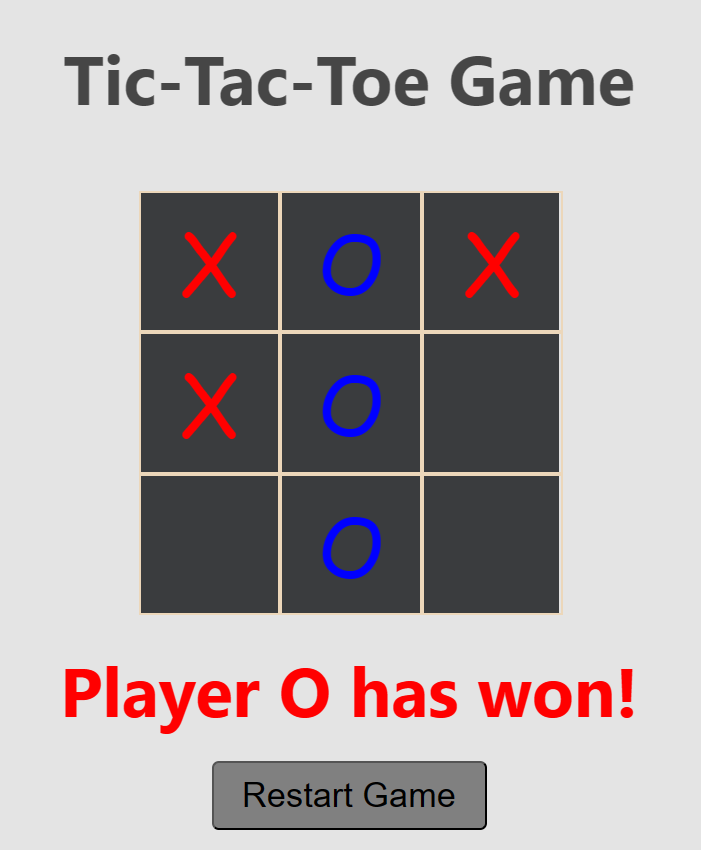 Tic-Tac-Toe Game
X O X
X O
O
Player O has won!
Restart Game